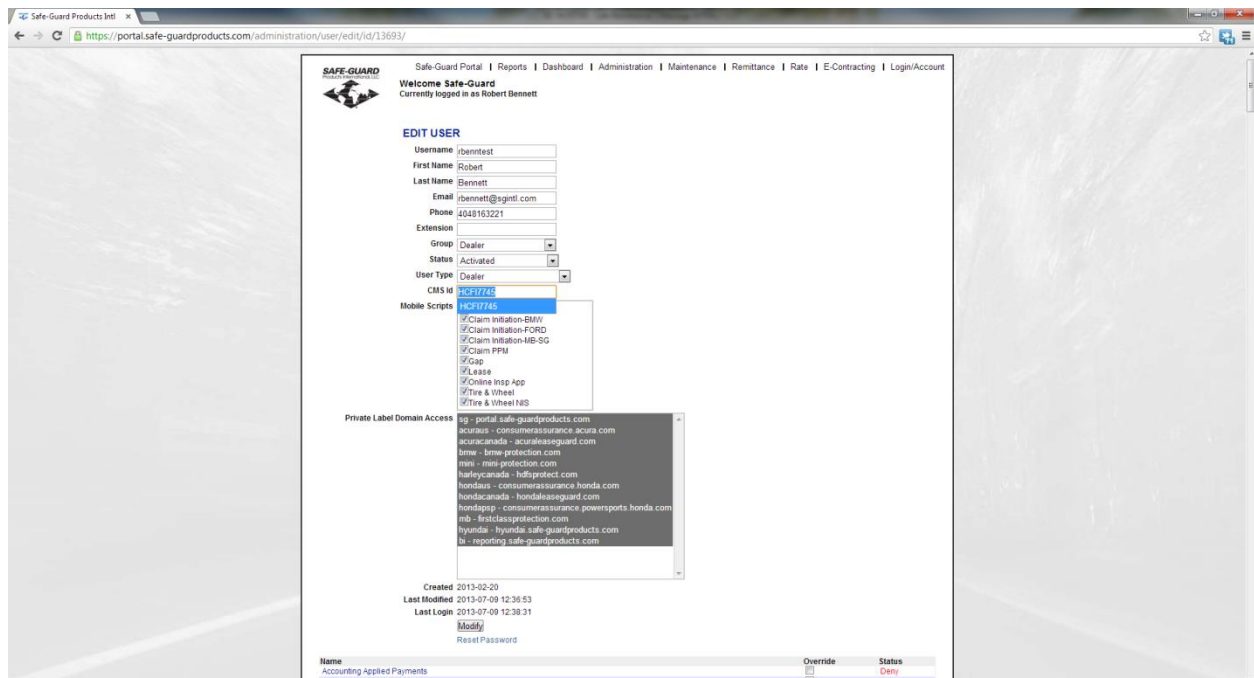 Safe-Guard Products Intl
https://portal.safe-guardproducts.com/administration/user/edit/id/13693/
SAFE-GUARD
Products International, LLC
Safe-Guard Portal | Reports | Dashboard | Administration | Maintenance | Remittance | Rate | E-Contracting | Login/Account
Welcome Safe-Guard
Currently logged in as Robert Bennett
EDIT USER
Username rbenntest
First Name Robert
Last Name Bennett
Email rbennett@sgintl.com
Phone 4048163221
Extension
Group Dealer
Status Activated
User Type Dealer
CMS Id HCFI7745
Mobile Scripts HCFI7745
Claim Initiation-BMW
Claim Initiation-FORD
Claim Initiation-MB-SG
Claim PPM
Gap
Lease
Online Insp App
Tire & Wheel
Tire & Wheel NIS
Private Label Domain Access sg - portal.safe-guardproducts.com
acuraus - consumerassurance.acura.com
acuracanada - acuraleaseguard.com
bmw - bmw-protection.com
mini - mini-protection.com
harleycanada - hdfsprotect.com
hondaus - consumerassurance.honda.com
hondacanada - hondaleaseguard.com
hondapsp - consumerassurance.powersports.honda.com
mb - firstclassprotection.com
hyundai - hyundai.safe-guardproducts.com
bi - reporting.safe-guardproducts.com
Created 2013-02-20
Last Modified 2013-07-09 12:36:53
Last Login 2013-07-09 12:38:31
Modify
Reset Password
Name Override Status
Accounting Applied Payments Deny